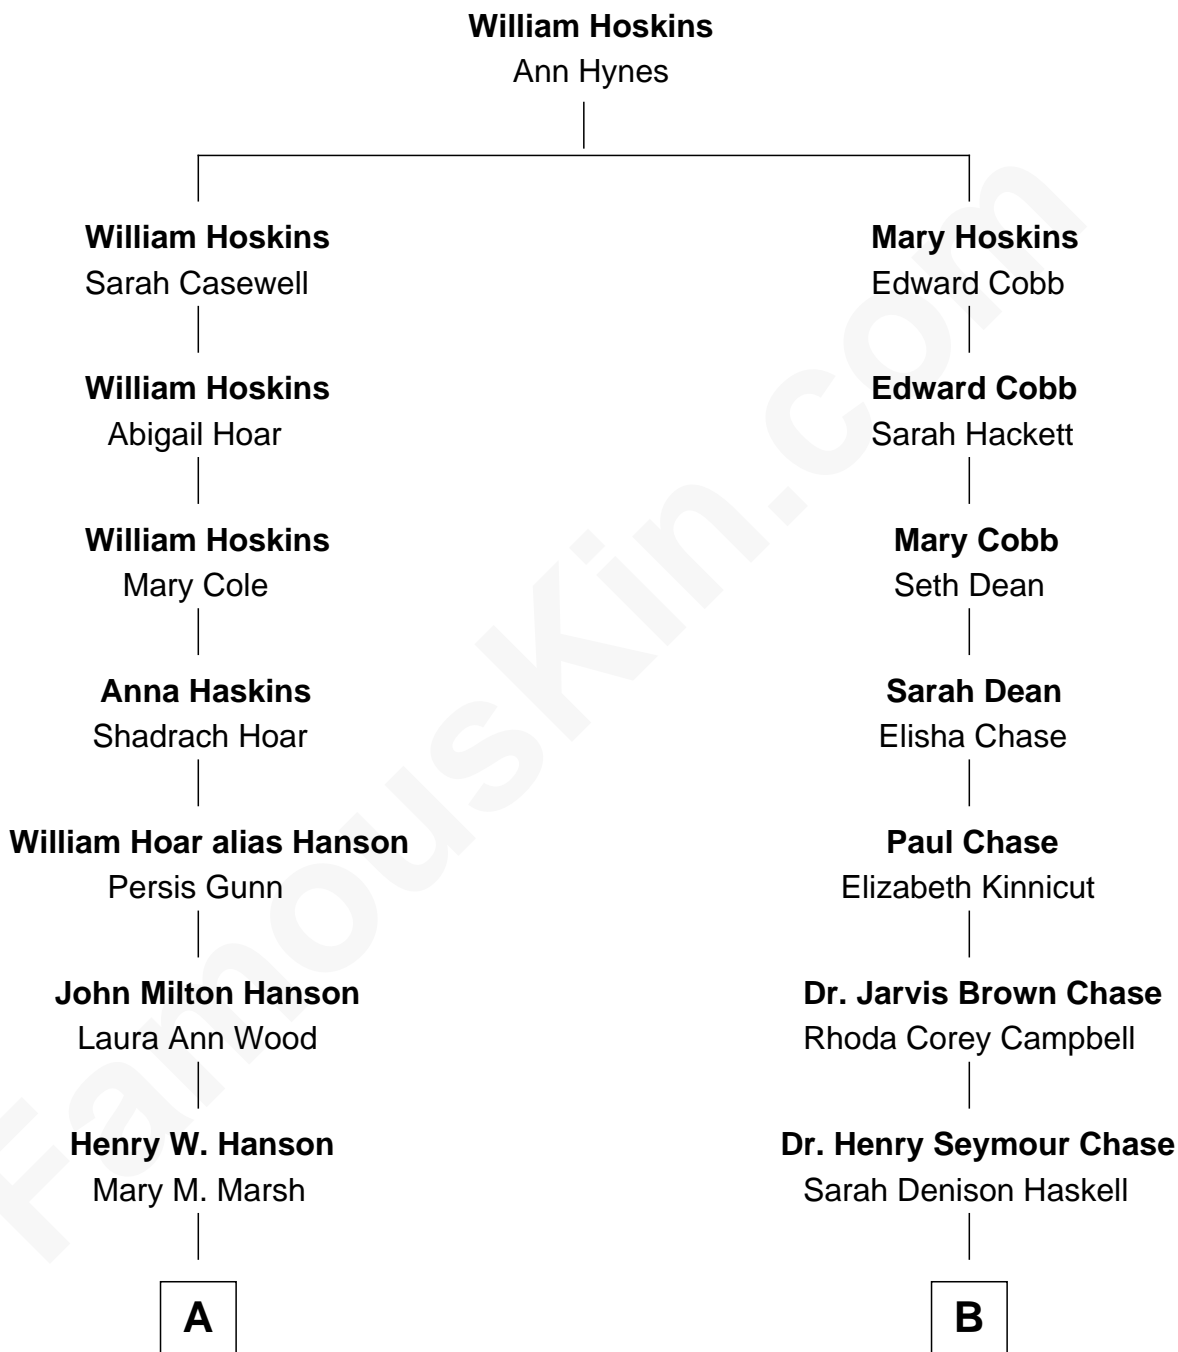 William Hoskins
Ann Hynes
William Hoskins
Sarah Casewell
William Hoskins
Abigail Hoar
William Hoskins
Mary Cole
Anna Haskins
Shadrach Hoar
William Hoar alias Hanson
Persis Gunn
John Milton Hanson
Laura Ann Wood
Henry W. Hanson
Mary M. Marsh
A
Mary Hoskins
Edward Cobb
Edward Cobb
Sarah Hackett
Mary Cobb
Seth Dean
Sarah Dean
Elisha Chase
Paul Chase
Elizabeth Kinnicut
Dr. Jarvis Brown Chase
Rhoda Corey Campbell
Dr. Henry Seymour Chase
Sarah Denison Haskell
B
FamousKin.com